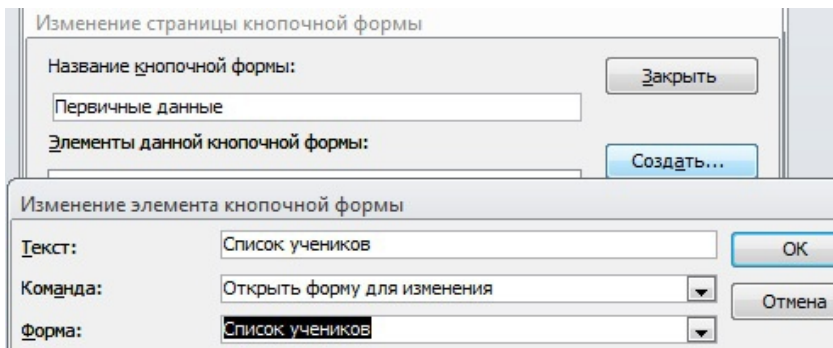 Изменение страницы кнопочной формы
Название кнопочной формы:
Закрыть
Первичные данные
Элементы данной кнопочной формы:
Создать...
Изменение элемента кнопочной формы
Текст: Список учеников ОК
Команда: Открыть форму для изменения Отмена
Форма: Список учеников